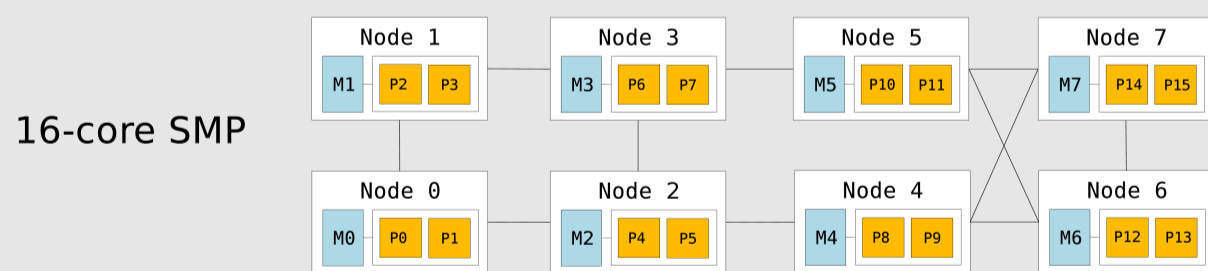 Node 1 Node 3 Node 5 Node 7
M1 P2 P3 M3 P6 P7 M5 P10 P11 M7 P14 P15
16-core SMP
Node 0 Node 2 Node 4 Node 6
M0 P0 P1 M2 P4 P5 M4 P8 P9 M6 P12 P13